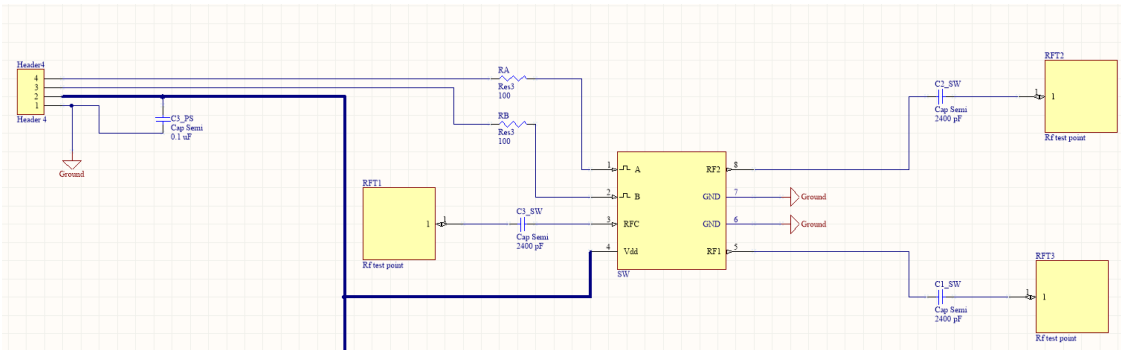 Header4
4
3
2
1
Header 4
Ground
C3_PS
Cap Semi
0.1 uF
RA
Res3
100
RB
Res3
100
RFT1
1
1
Rf test point
C3_SW
Cap Semi
2400 pF
1
A
2
B
3
RFC
4
Vdd
SW
RF2
8
GND
7
Ground
GND
6
Ground
RF1
5
C2_SW
Cap Semi
2400 pF
RFT2
1
1
Rf test point
C1_SW
Cap Semi
2400 pF
RFT3
1
1
Rf test point